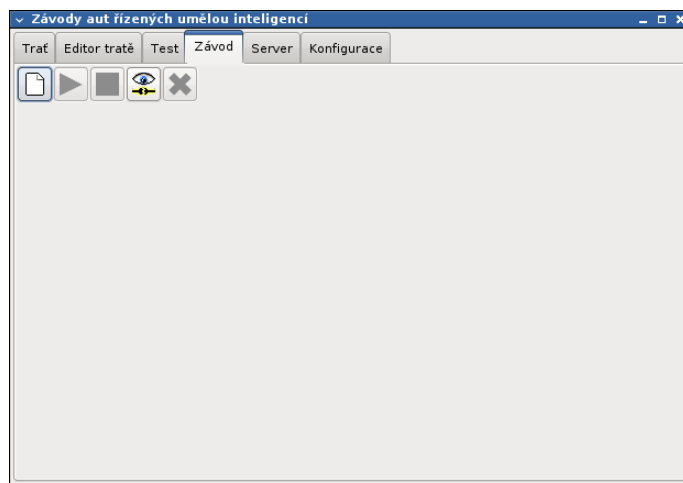 Závody aut řízených umělou inteligencí
Trať Editor tratě Test Závod Server Konfigurace